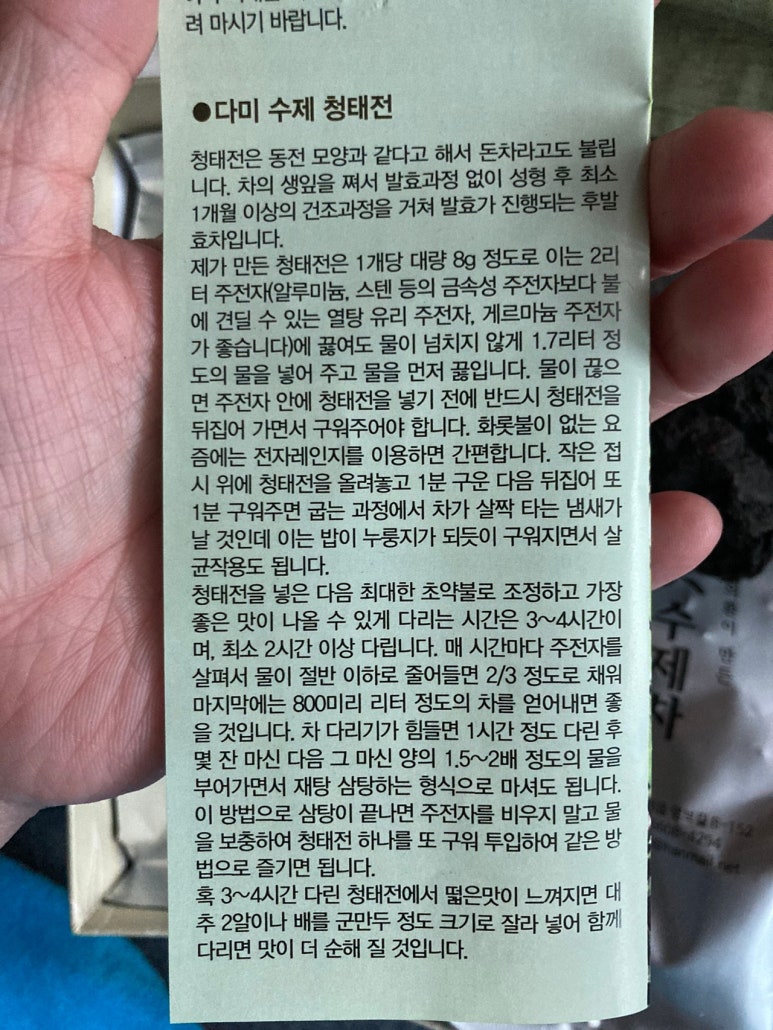 려 마시기 바랍니다.
●다미 수제 청태전
청태전은 동전 모양과 같다고 해서 돈차라고도 불립
니다. 차의 생잎을 쪄서 발효과정 없이 성형 후 최소
1개월 이상의 건조과정을 거쳐 발효가 진행되는 후발
효차입니다.
제가 만든 청태전은 1개당 대량 8g 정도로 이는 2리
터 주전자(알루미늄, 스텐 등의 금속성 주전자보다 불
에 견딜 수 있는 열탕 유리 주전자, 게르마늄 주전자
가 좋습니다)에 끓여도 물이 넘치지 않게 1.7리터 정
도의 물을 넣어 주고 물을 먼저 끓입니다. 물이 끊으
면 주전자 안에 청태전을 넣기 전에 반드시 청태전을
뒤집어 가면서 구워주어야 합니다. 화롯불이 없는 요
즘에는 전자레인지를 이용하면 간편합니다. 작은 접
시 위에 청태전을 올려놓고 1분 구운 다음 뒤집어 또
1분 구워주면 굽는 과정에서 차가 살짝 타는 냄새가
날 것인데 이는 밥이 누룽지가 되듯이 구워지면서 살
균작용도 됩니다.
청태전을 넣은 다음 최대한 초약불로 조정하고 가장
좋은 맛이 나올 수 있게 다리는 시간은 3~4시간이
며, 최소 2시간 이상 다립니다. 매 시간마다 주전자를
살펴서 물이 절반 이하로 줄어들면 2/3 정도로 채워
마지막에는 800미리 리터 정도의 차를 얻어내면 좋
을 것입니다. 차 다리기가 힘들면 1시간 정도 다린 후
몇 잔 마신 다음 그 마신 양의 1.5~2배 정도의 물을
부어가면서 재탕 삼탕하는 형식으로 마셔도 됩니다.
이 방법으로 삼탕이 끝나면 주전자를 비우지 말고 물
을 보충하여 청태전 하나를 또 구워 투입하여 같은 방
법으로 즐기면 됩니다.
혹 3~4시간 다린 청태전에서 떫은맛이 느껴지면 대
추 2알이나 배를 군만두 정도 크기로 잘라 넣어 함께
다리면 맛이 더 순해 질 것입니다.
수제차